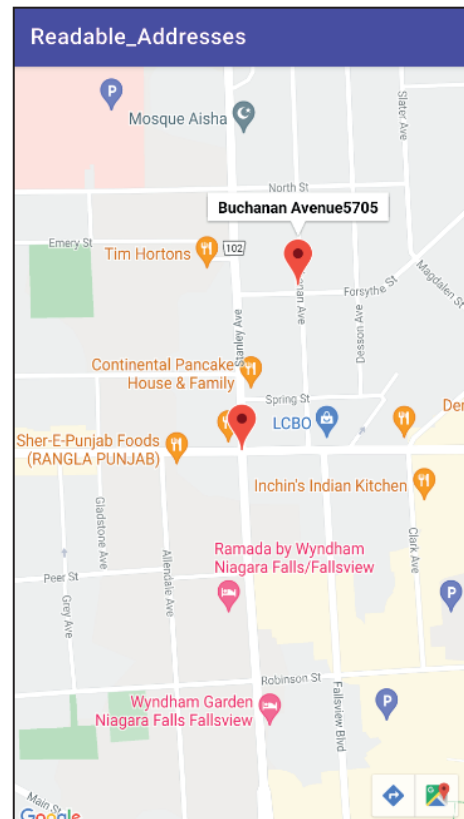 Readable_Addresses
P
Mosque Aisha
Slater Ave
North St
Buchanan Avenue5705
Emery St
Tim Hortons
102
Magdalen St
Forsythe St
Stanley Ave
Desson Ave
Continental Pancake
House & Family
Spring St
LCBO
Sher-E-Punjab Foods
(RANGLA PUNJAB)
Inchin's Indian Kitchen
Gladstone Ave
Allendale Ave
Clark Ave
Ramada by Wyndham
Niagara Falls/Fallsview
Peer St
Grey Ave
P
Robinson St
Wyndham Garden
Niagara Falls Fallsview
Fallsview Blvd
P
Main St
Google